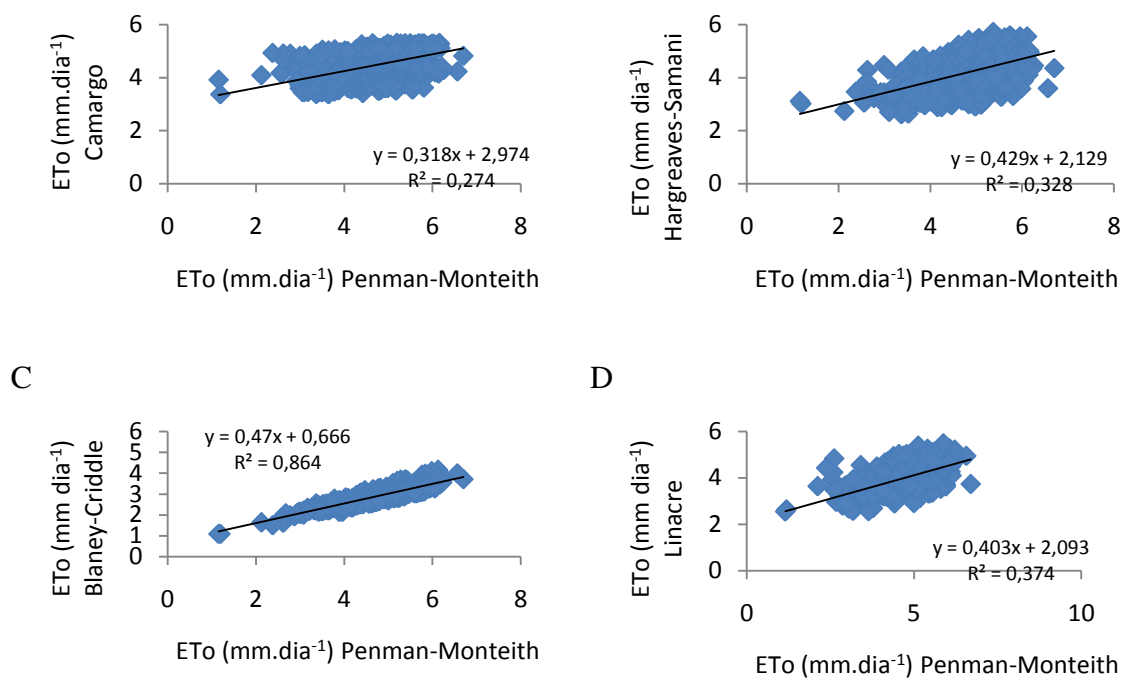 6
4
2
0
ETo (mm.dia⁻¹)
Camargo
y = 0,318x + 2,974
R² = 0,274
0 2 4 6 8
ETo (mm.dia⁻¹) Penman-Monteith
6
4
2
0
ETo (mm dia⁻¹)
Hargreaves-Samani
y = 0,429x + 2,129
R² = 0,328
0 2 4 6 8
ETo (mm.dia⁻¹) Penman-Monteith
C
6
5
4
3
2
1
0
ETo (mm dia⁻¹)
Blaney-Criddle
y = 0,47x + 0,666
R² = 0,864
0 2 4 6 8
ETo (mm.dia⁻¹) Penman-Monteith
D
6
4
2
0
ETo (mm dia⁻¹)
Linacre
y = 0,403x + 2,093
R² = 0,374
0 5 10
ETo (mm.dia⁻¹) Penman-Monteith